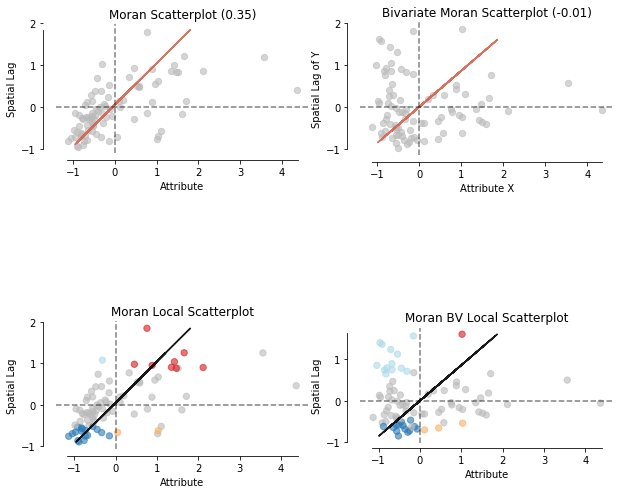 Moran Scatterplot (0.35)
Spatial Lag
2
1
0
−1
−1 0 1 2 3 4
Attribute
Bivariate Moran Scatterplot (-0.01)
Spatial Lag of Y
2
1
0
−1
−1 0 1 2 3 4
Attribute X
Moran Local Scatterplot
Spatial Lag
2
1
0
−1
−1 0 1 2 3 4
Attribute
Moran BV Local Scatterplot
Spatial Lag
1
0
−1
−1 0 1 2 3 4
Attribute